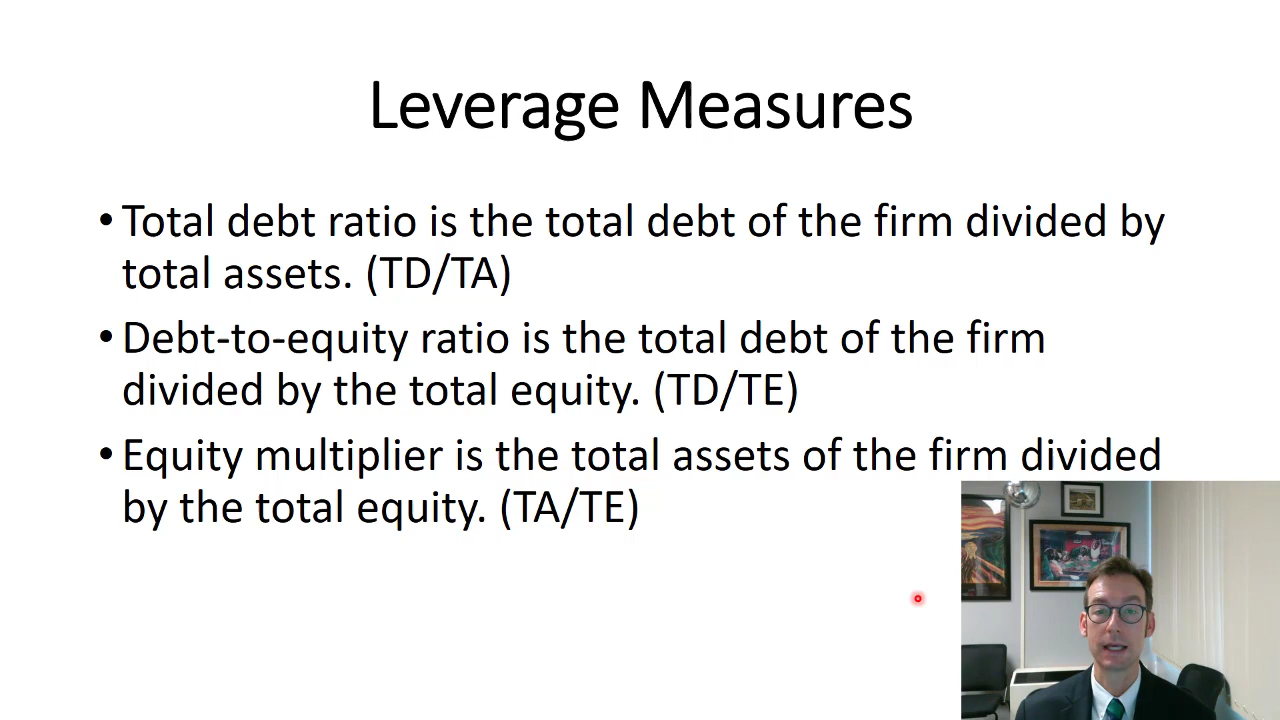 Leverage Measures
• Total debt ratio is the total debt of the firm divided by
total assets. (TD/TA)
• Debt-to-equity ratio is the total debt of the firm
divided by the total equity. (TD/TE)
• Equity multiplier is the total assets of the firm divided
by the total equity. (TA/TE)